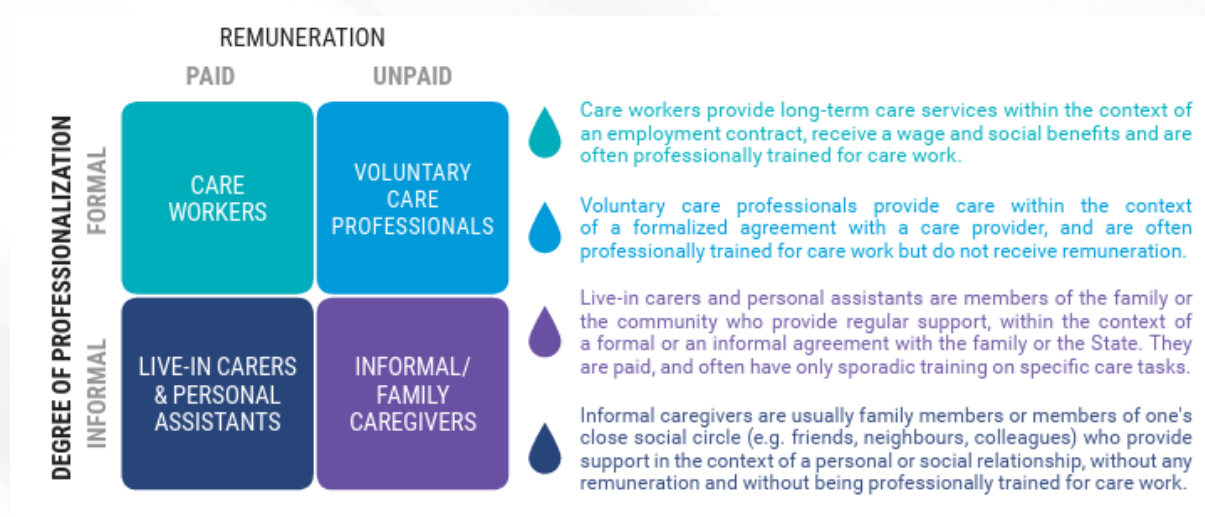 REMUNERATION
PAID
UNPAID
DEGREE OF PROFESSIONALIZATION
FORMAL
INFORMAL
CARE
WORKERS
VOLUNTARY
CARE
PROFESSIONALS
LIVE-IN CARERS
& PERSONAL
ASSISTANTS
INFORMAL/
FAMILY
CAREGIVERS
Care workers provide long-term care services within the context of
an employment contract, receive a wage and social benefits and are
often professionally trained for care work.
Voluntary care professionals provide care within the context
of a formalized agreement with a care provider, and are often
professionally trained for care work but do not receive remuneration.
Live-in carers and personal assistants are members of the family or
the community who provide regular support, within the context of
a formal or an informal agreement with the family or the State. They
are paid, and often have only sporadic training on specific care tasks.
Informal caregivers are usually family members or members of one's
close social circle (e.g. friends, neighbours, colleagues) who provide
support in the context of a personal or social relationship, without any
remuneration and without being professionally trained for care work.